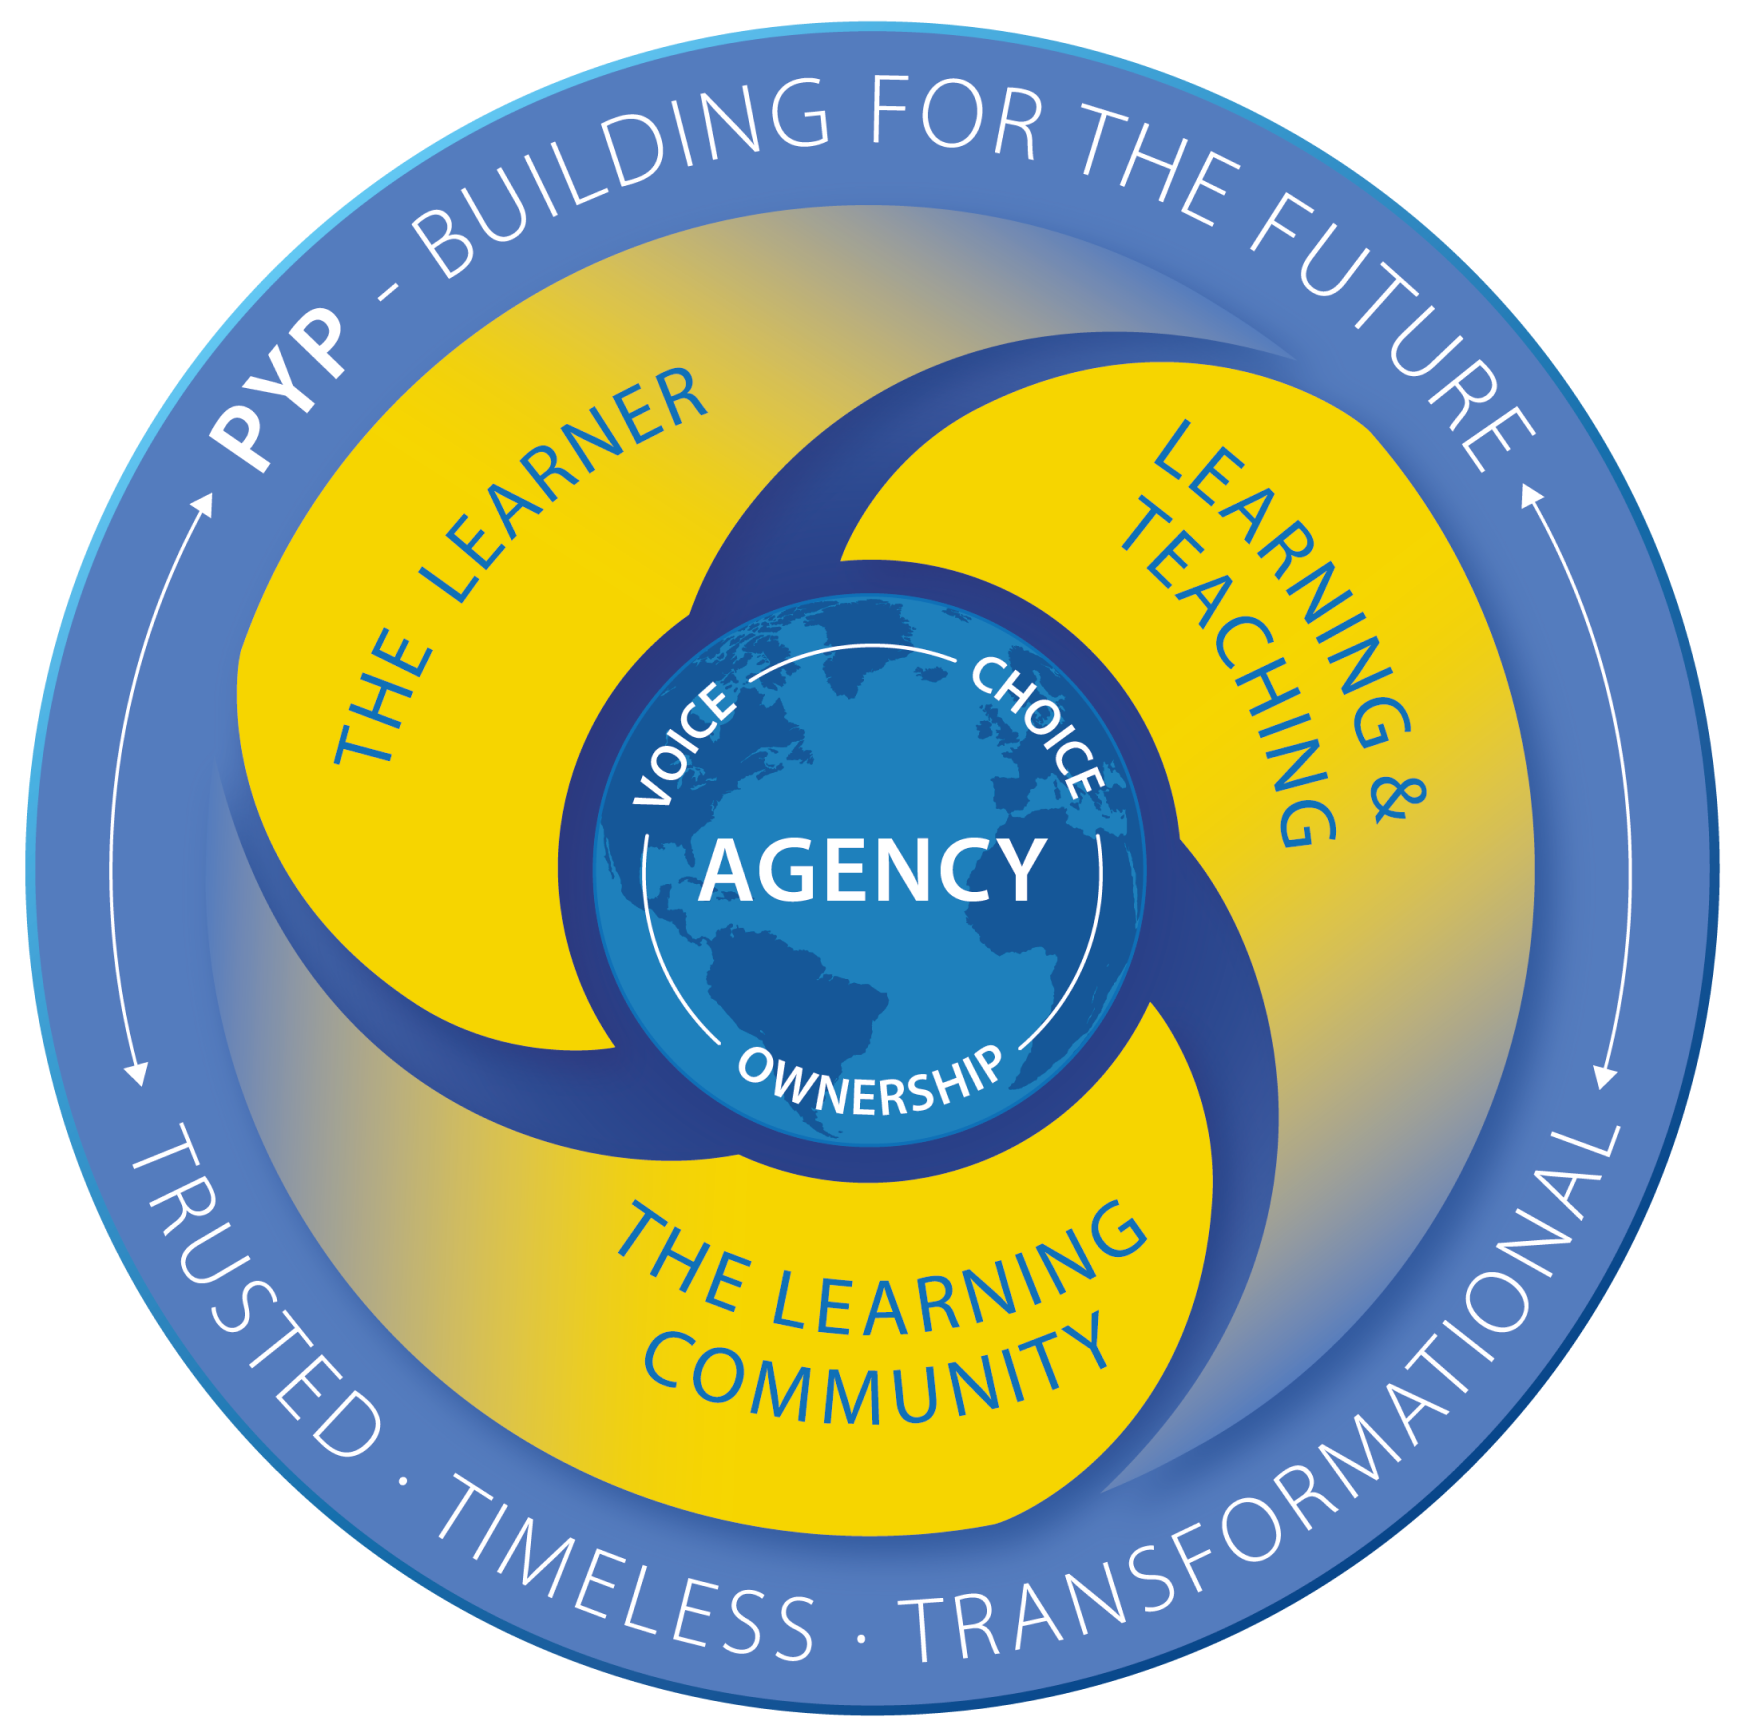 PYP - BUILDING FOR THE FUTURE
THE LEARNER
LEARNING &
TEACHING
VOICE
CHOICE
AGENCY
OWNERSHIP
THE LEARNING
COMMUNITY
TRUSTED · TIMELESS · TRANSFORMATIONAL